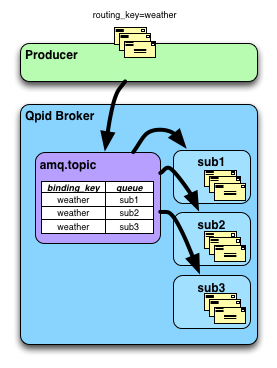 routing_key=weather
Producer
Qpid Broker
amq.topic
binding_key queue
weather sub1
weather sub2
weather sub3
sub1
sub2
sub3